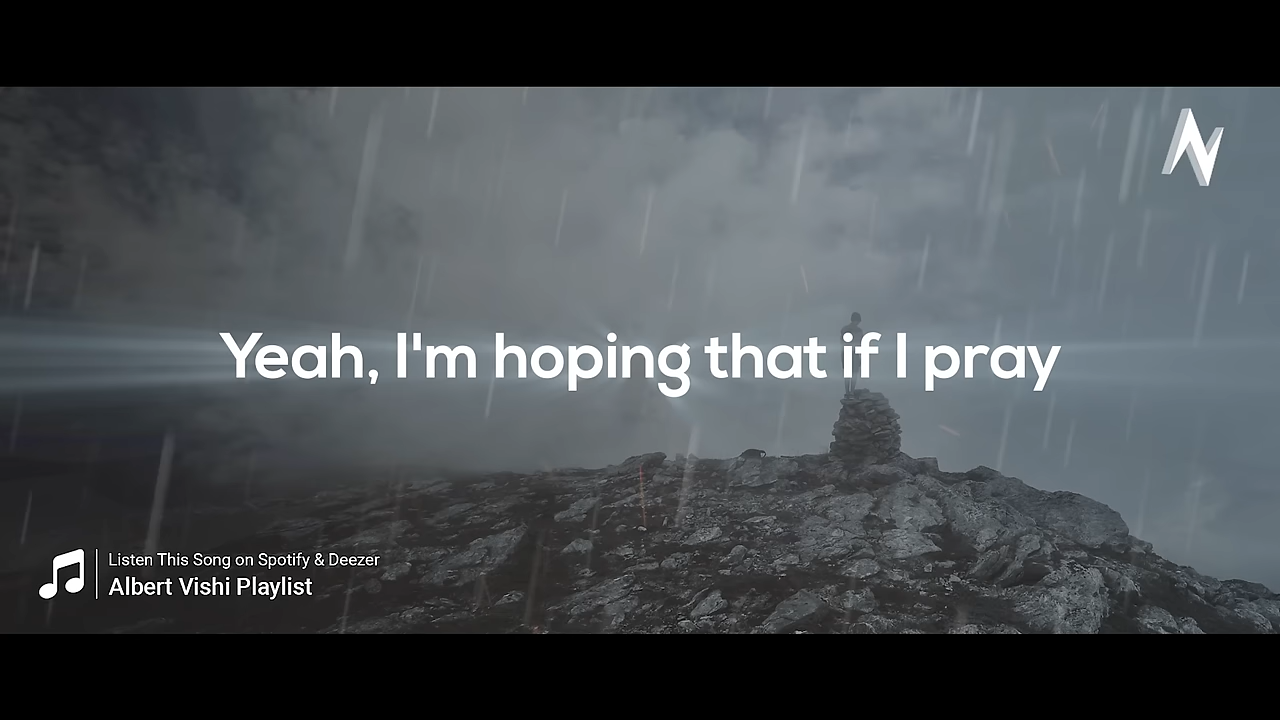 Yeah, I'm hoping that if I pray
Listen This Song on Spotify & Deezer
Albert Vishi Playlist